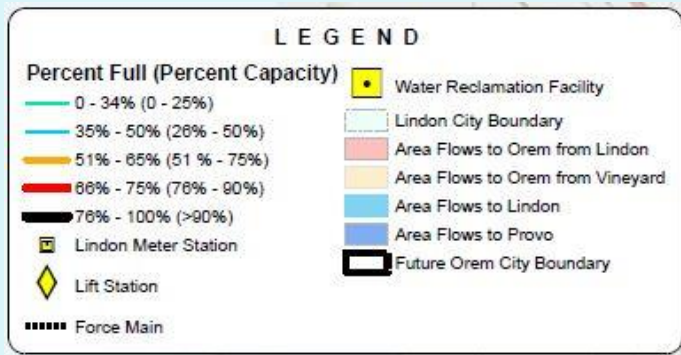 LEGEND
Percent Full (Percent Capacity)
0 - 34% (0 - 25%)
35% - 50% (26% - 50%)
51% - 65% (51 % - 75%)
66% - 75% (76% - 90%)
76% - 100% (>90%)
Lindon Meter Station
Lift Station
Force Main
Water Reclamation Facility
Lindon City Boundary
Area Flows to Orem from Lindon
Area Flows to Orem from Vineyard
Area Flows to Lindon
Area Flows to Provo
Future Orem City Boundary